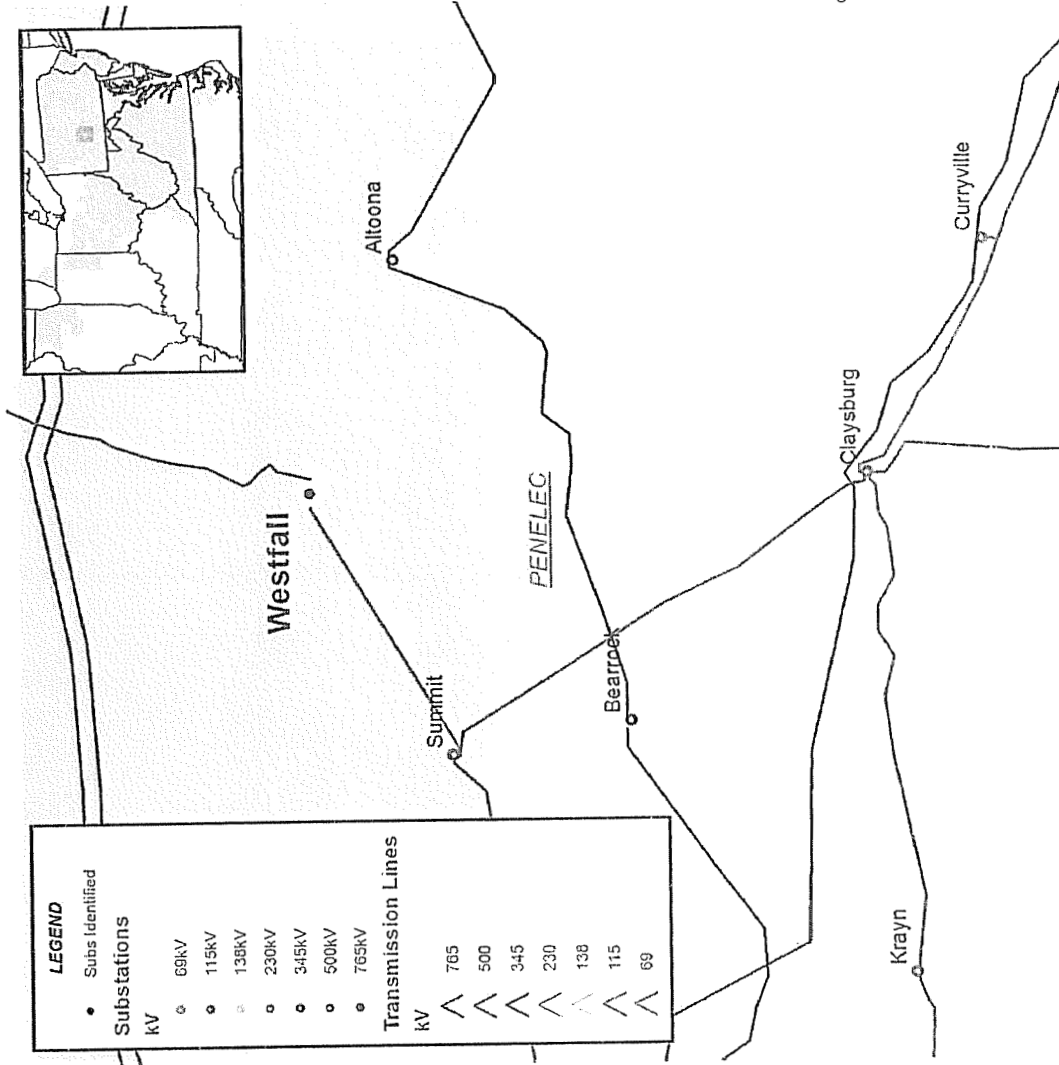 LEGEND
Subs Identified
Substations
kV
69kV
115kV
138kV
230kV
345kV
500kV
765kV
Transmission Lines
kV
765
500
345
230
138
115
69
Westfall
Summit
Altoona
PENELEC
Bearrock
Claysburg
Curryville
Krayn